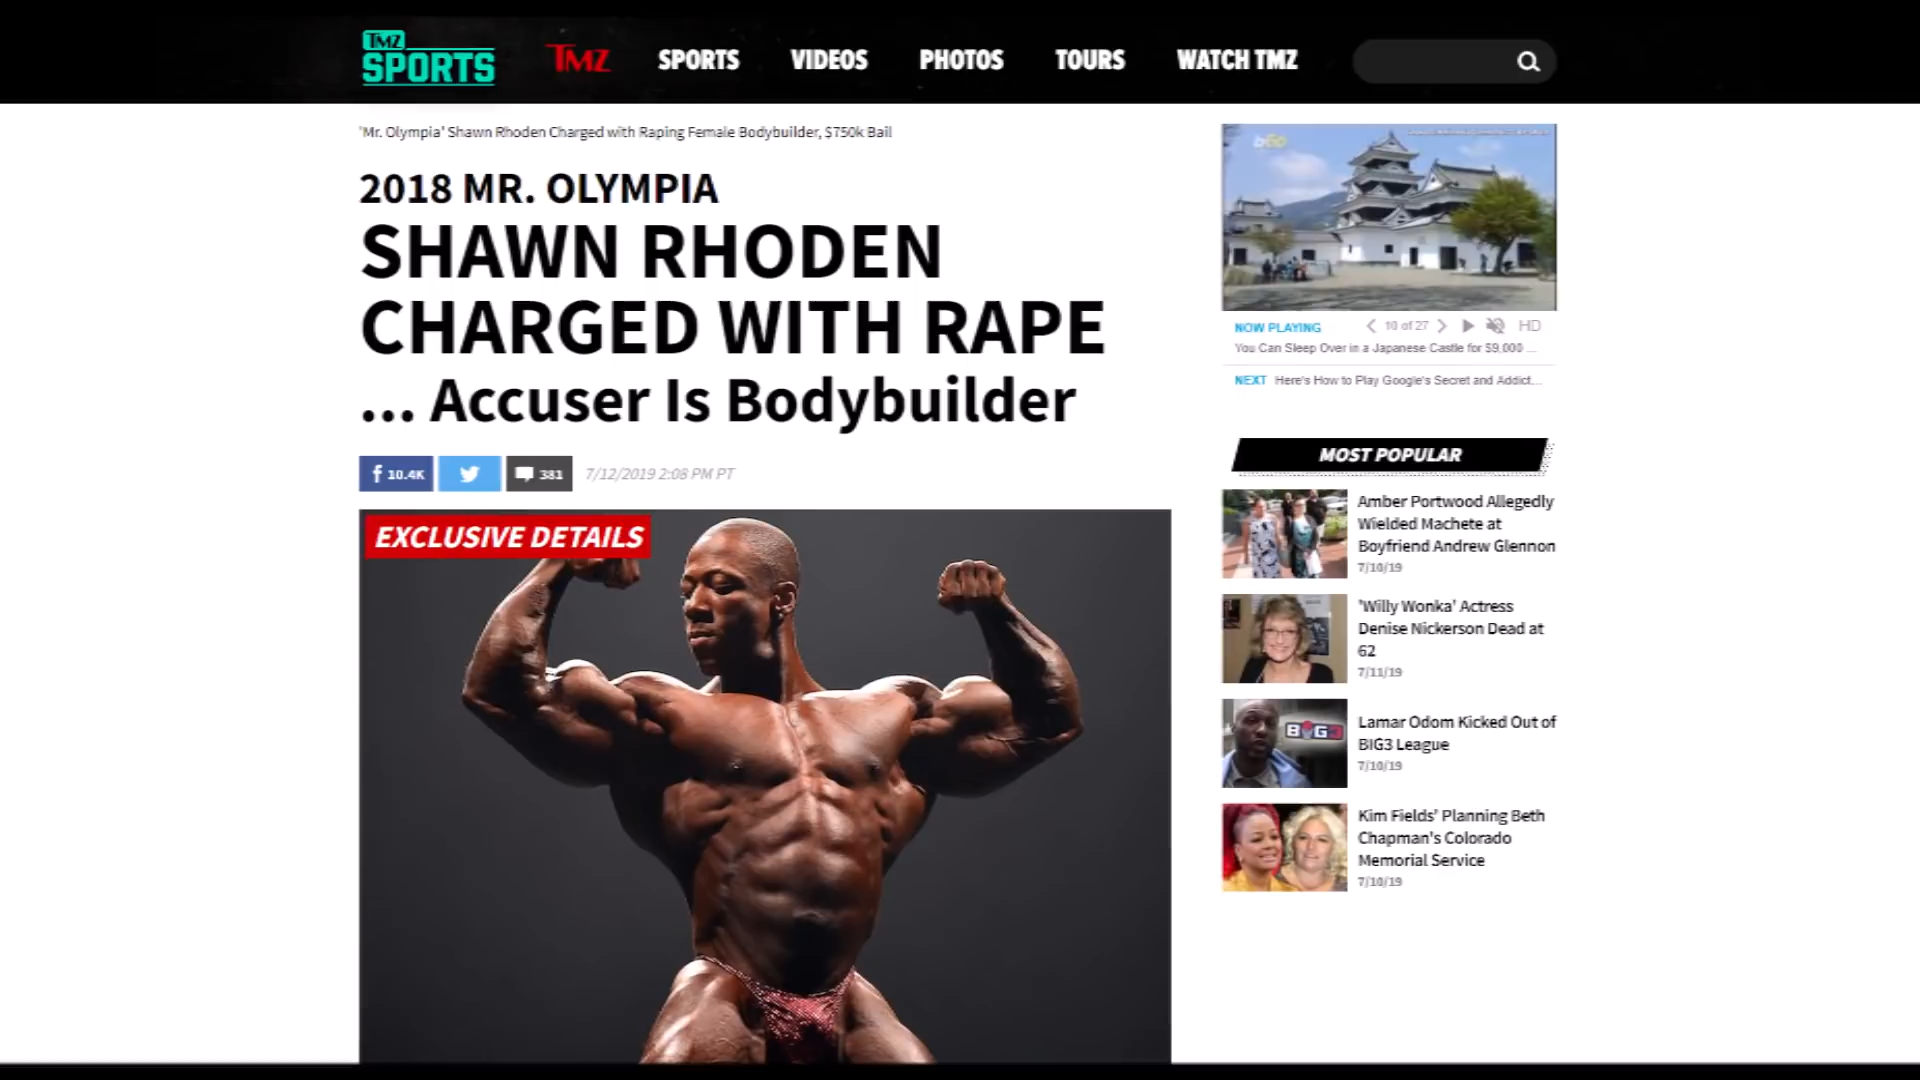 TMZ
SPORTS
TMZ
SPORTS
VIDEOS
PHOTOS
TOURS
WATCH TMZ
'Mr. Olympia' Shawn Rhoden Charged with Raping Female Bodybuilder, $750k Bail
2018 MR. OLYMPIA
SHAWN RHODEN
CHARGED WITH RAPE
... Accuser Is Bodybuilder
10.4K
381
7/12/2019 2:08 PM PT
EXCLUSIVE DETAILS
NOW PLAYING
10 of 27
HD
You Can Sleep Over in a Japanese Castle for $9,000 ...
NEXT Here's How to Play Google's Secret and Addict...
MOST POPULAR
Amber Portwood Allegedly
Wielded Machete at
Boyfriend Andrew Glennon
7/10/19
'Willy Wonka' Actress
Denise Nickerson Dead at
62
7/11/19
BIG3
Lamar Odom Kicked Out of
BIG3 League
7/10/19
Kim Fields' Planning Beth
Chapman's Colorado
Memorial Service
7/10/19